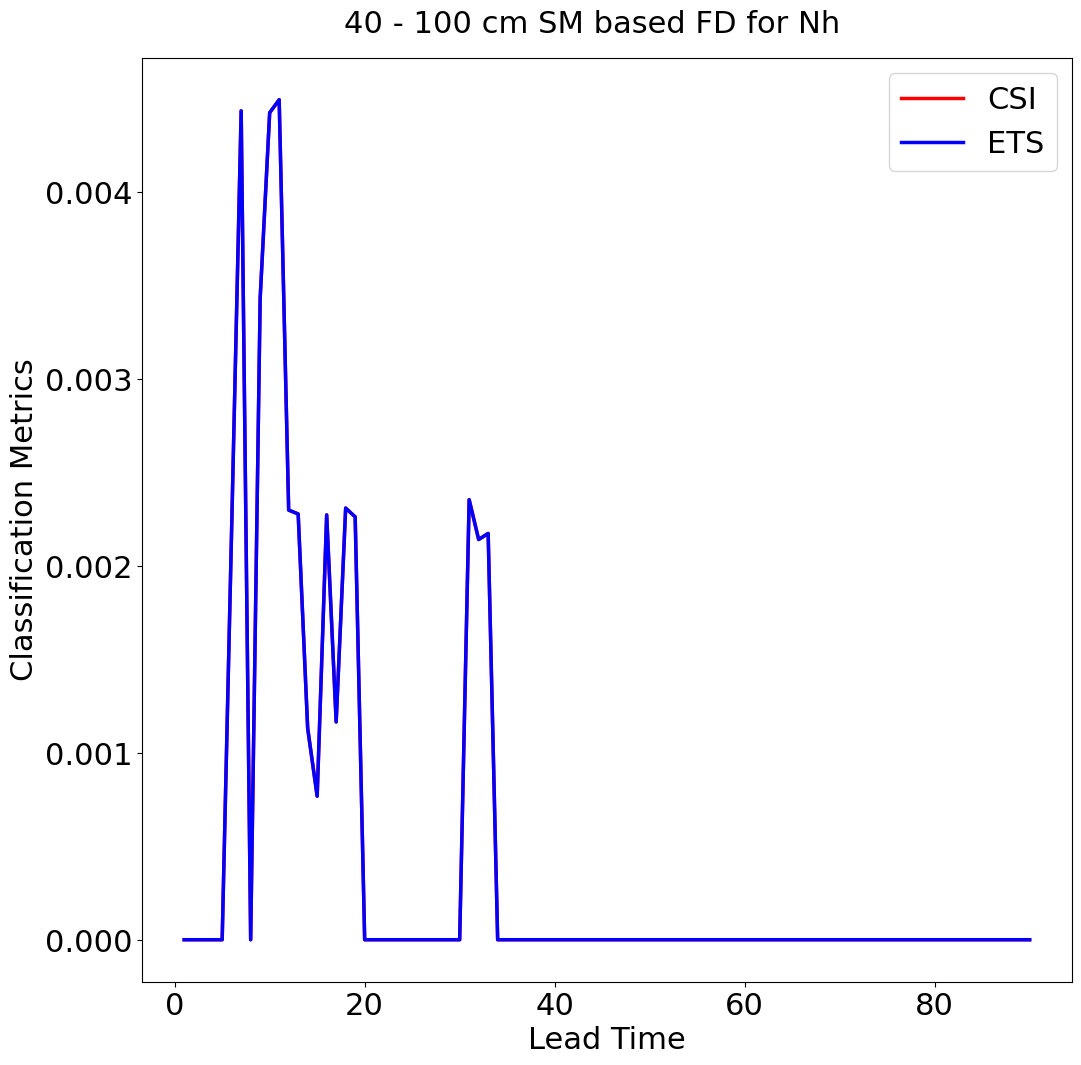 40 - 100 cm SM based FD for Nh
CSI
ETS
Classification Metrics
0.004
0.003
0.002
0.001
0.000
0 20 40 60 80
Lead Time